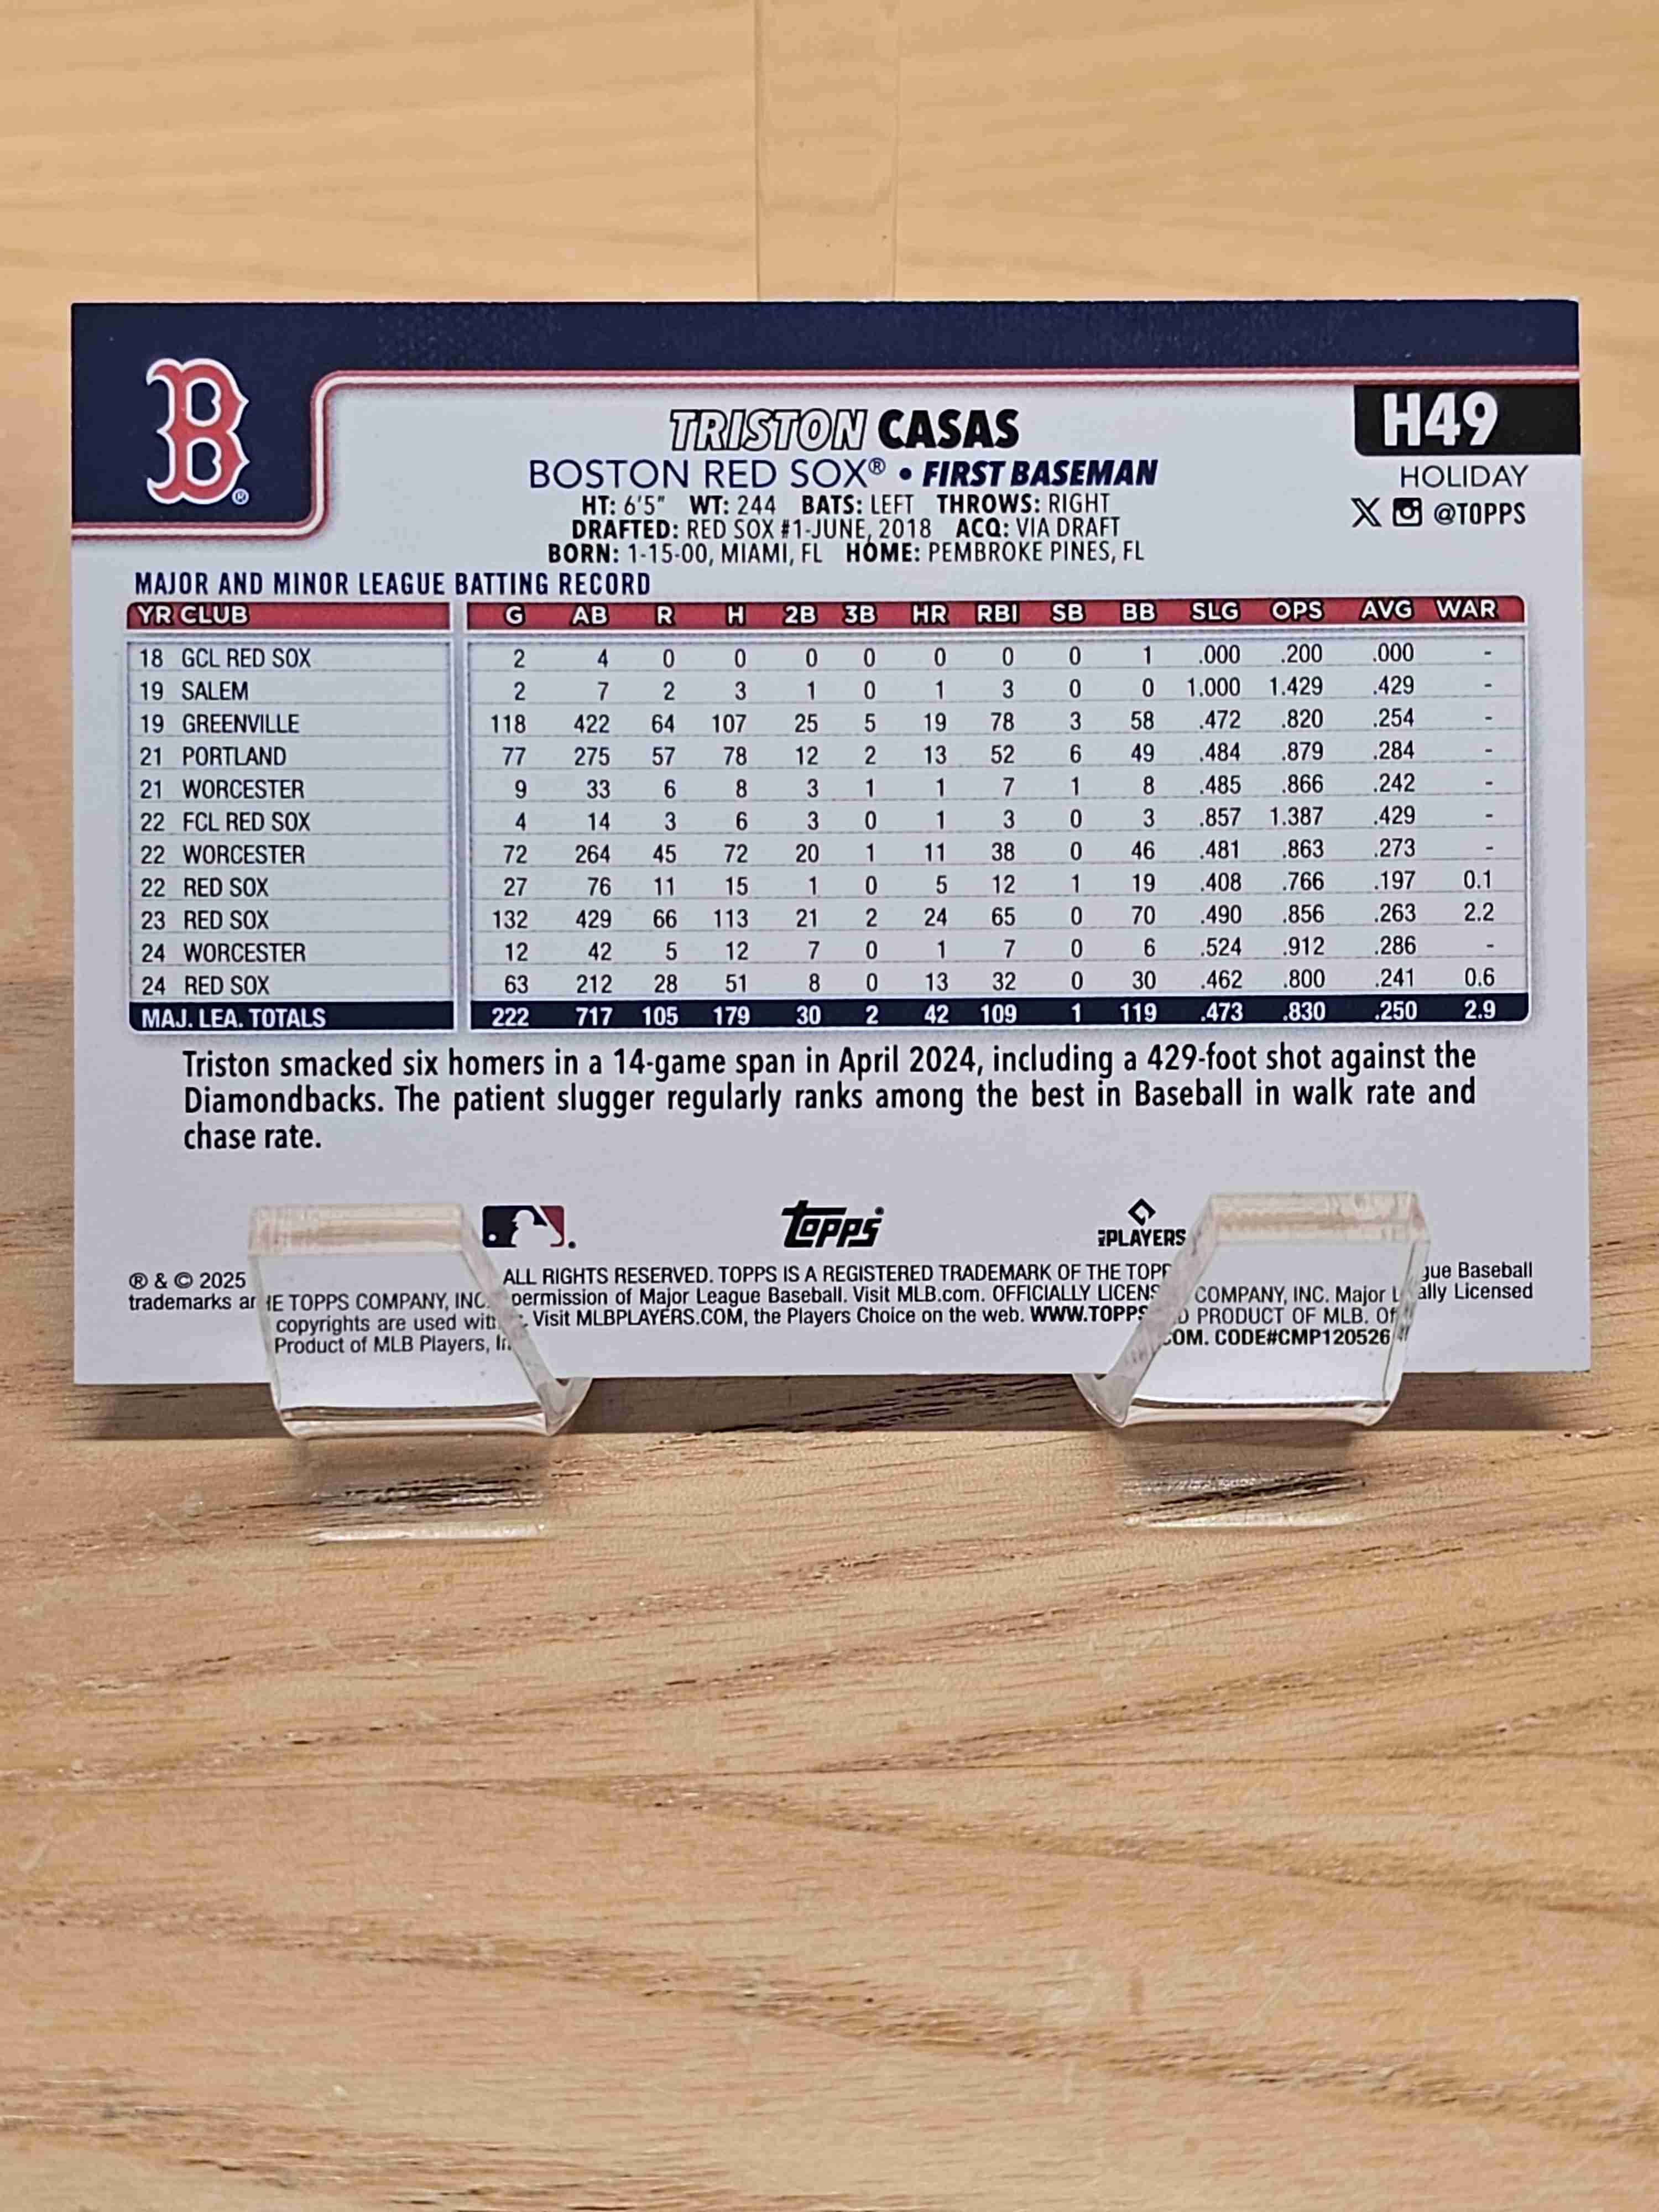 B®
TRISTON CASAS
H49
BOSTON RED SOX® • FIRST BASEMAN
HOLIDAY
HT: 6'5" WT: 244 BATS: LEFT THROWS: RIGHT
X @TOPPS
DRAFTED: RED SOX #1-JUNE, 2018 ACQ: VIA DRAFT
BORN: 1-15-00, MIAMI, FL HOME: PEMBROKE PINES, FL
MAJOR AND MINOR LEAGUE BATTING RECORD
YR CLUB G AB R H 2B 3B HR RBI SB BB SLG OPS AVG WAR
18 GCL RED SOX 2 4 0 0 0 0 0 0 0 1 .000 .200 .000 -
19 SALEM 2 7 2 3 1 0 1 3 0 0 1.000 1.429 .429 -
19 GREENVILLE 118 422 64 107 25 5 19 78 3 58 .472 .820 .254 -
21 PORTLAND 77 275 57 78 12 2 13 52 6 49 .484 .879 .284 -
21 WORCESTER 9 33 6 8 3 1 1 7 1 8 .485 .866 .242 -
22 FCL RED SOX 4 14 3 6 3 0 1 3 0 3 .857 1.387 .429 -
22 WORCESTER 72 264 45 72 20 1 11 38 0 46 .481 .863 .273 -
22 RED SOX 27 76 11 15 1 0 5 12 1 19 .408 .766 .197 0.1
23 RED SOX 132 429 66 113 21 2 24 65 0 70 .490 .856 .263 2.2
24 WORCESTER 12 42 5 12 7 0 1 7 0 6 .524 .912 .286 -
24 RED SOX 63 212 28 51 8 0 13 32 0 30 .462 .800 .241 0.6
MAJ. LEA. TOTALS 222 717 105 179 30 2 42 109 1 119 .473 .830 .250 2.9
Triston smacked six homers in a 14-game span in April 2024, including a 429-foot shot against the
Diamondbacks. The patient slugger regularly ranks among the best in Baseball in walk rate and
chase rate.
topps® PLAYERS
® & © 2025 THE TOPPS COMPANY, INC. ALL RIGHTS RESERVED. TOPPS IS A REGISTERED TRADEMARK OF THE TOPPS COMPANY, INC. Major League Baseball
trademarks and copyrights are used with permission of Major League Baseball. Visit MLB.com. OFFICIALLY LICENSED PRODUCT OF MLB. Officially Licensed
Product of MLB Players, Inc. Visit MLBPLAYERS.COM, the Players Choice on the web. WWW.TOPPS.COM. CODE#CMP120526